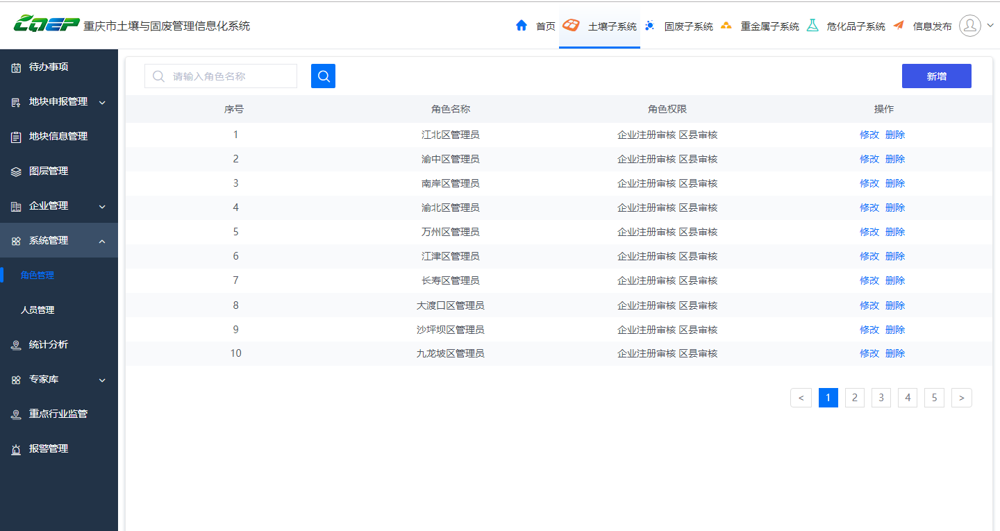 CQEP 重庆市土壤与固废管理信息化系统
首页 土壤子系统 固废子系统 重金属子系统 危化品子系统 信息发布
待办事项
地块申报管理
地块信息管理
图层管理
企业管理
系统管理
角色管理
人员管理
统计分析
专家库
重点行业监管
报警管理
请输入角色名称
新增
序号 角色名称 角色权限 操作
1 江北区管理员 企业注册审核 区县审核 修改 删除
2 渝中区管理员 企业注册审核 区县审核 修改 删除
3 南岸区管理员 企业注册审核 区县审核 修改 删除
4 渝北区管理员 企业注册审核 区县审核 修改 删除
5 万州区管理员 企业注册审核 区县审核 修改 删除
6 江津区管理员 企业注册审核 区县审核 修改 删除
7 长寿区管理员 企业注册审核 区县审核 修改 删除
8 大渡口区管理员 企业注册审核 区县审核 修改 删除
9 沙坪坝区管理员 企业注册审核 区县审核 修改 删除
10 九龙坡区管理员 企业注册审核 区县审核 修改 删除
< 1 2 3 4 5 >